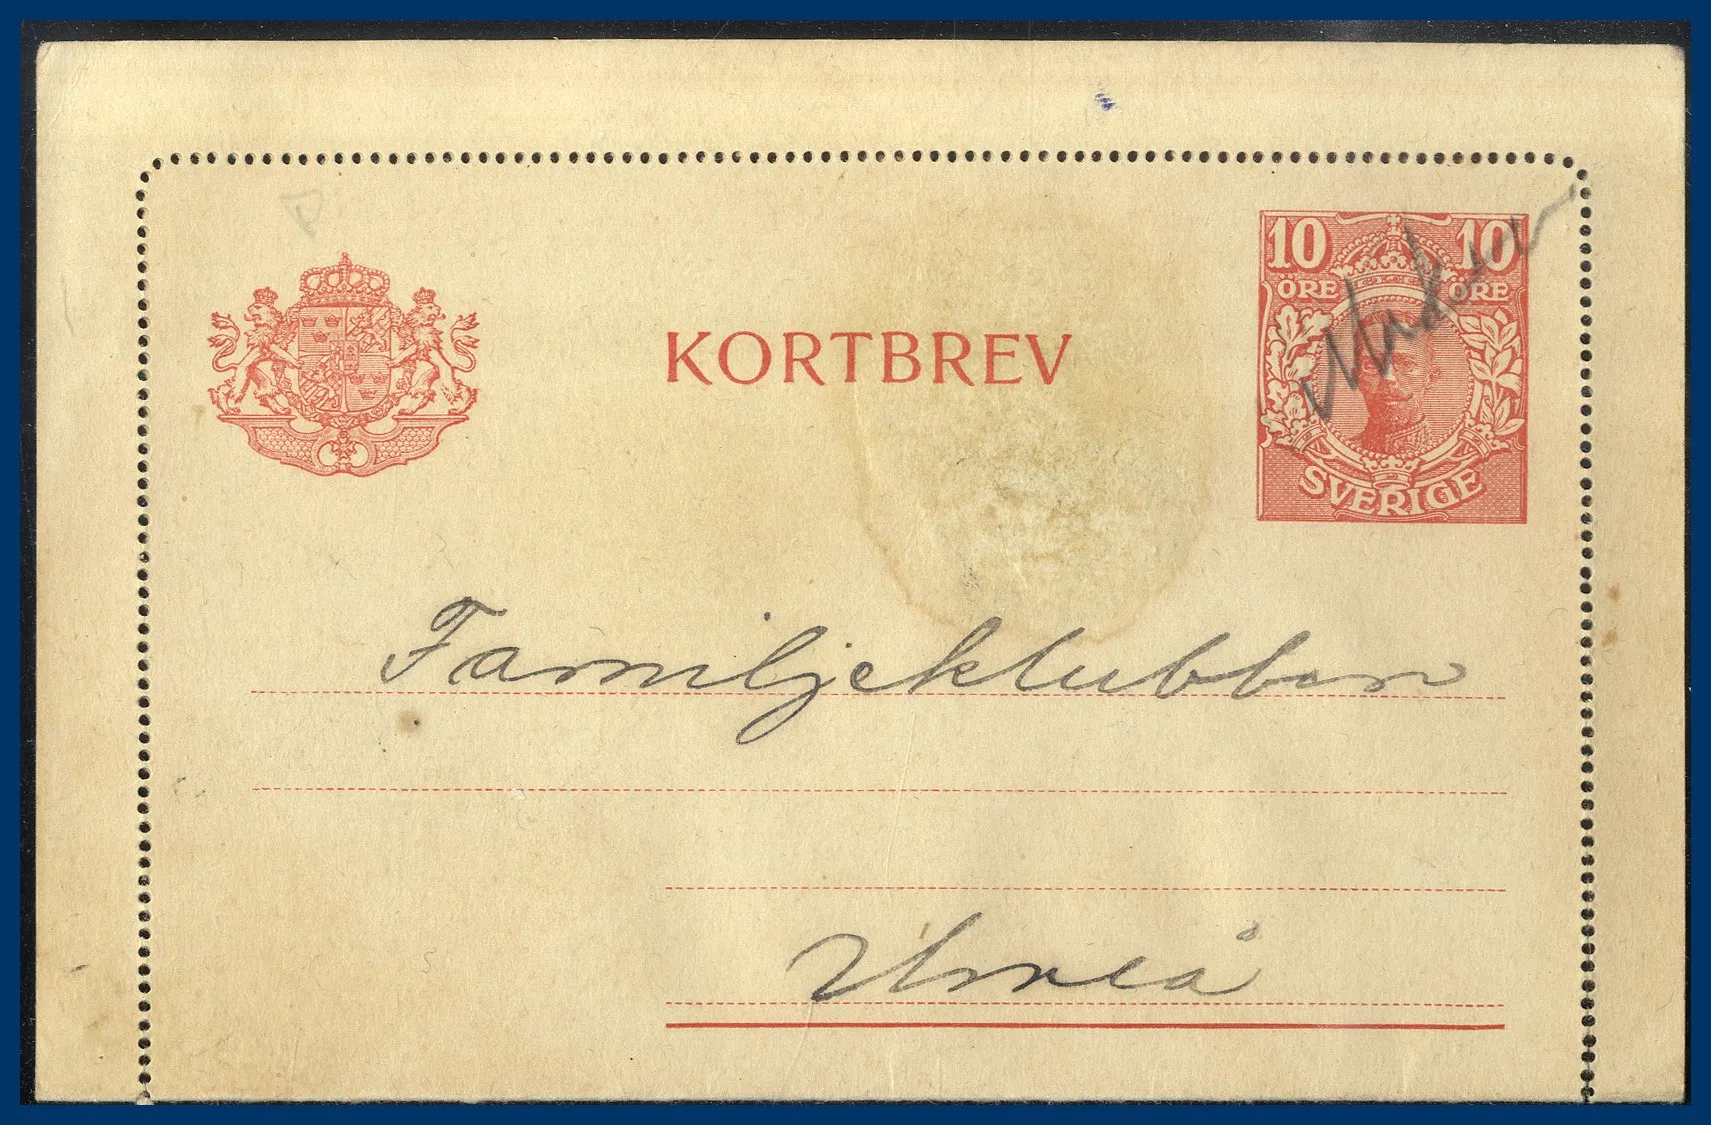 10 10
ÖRE ÖRE
KORTBREV
SVERIGE
Familjeklubben
Umeå